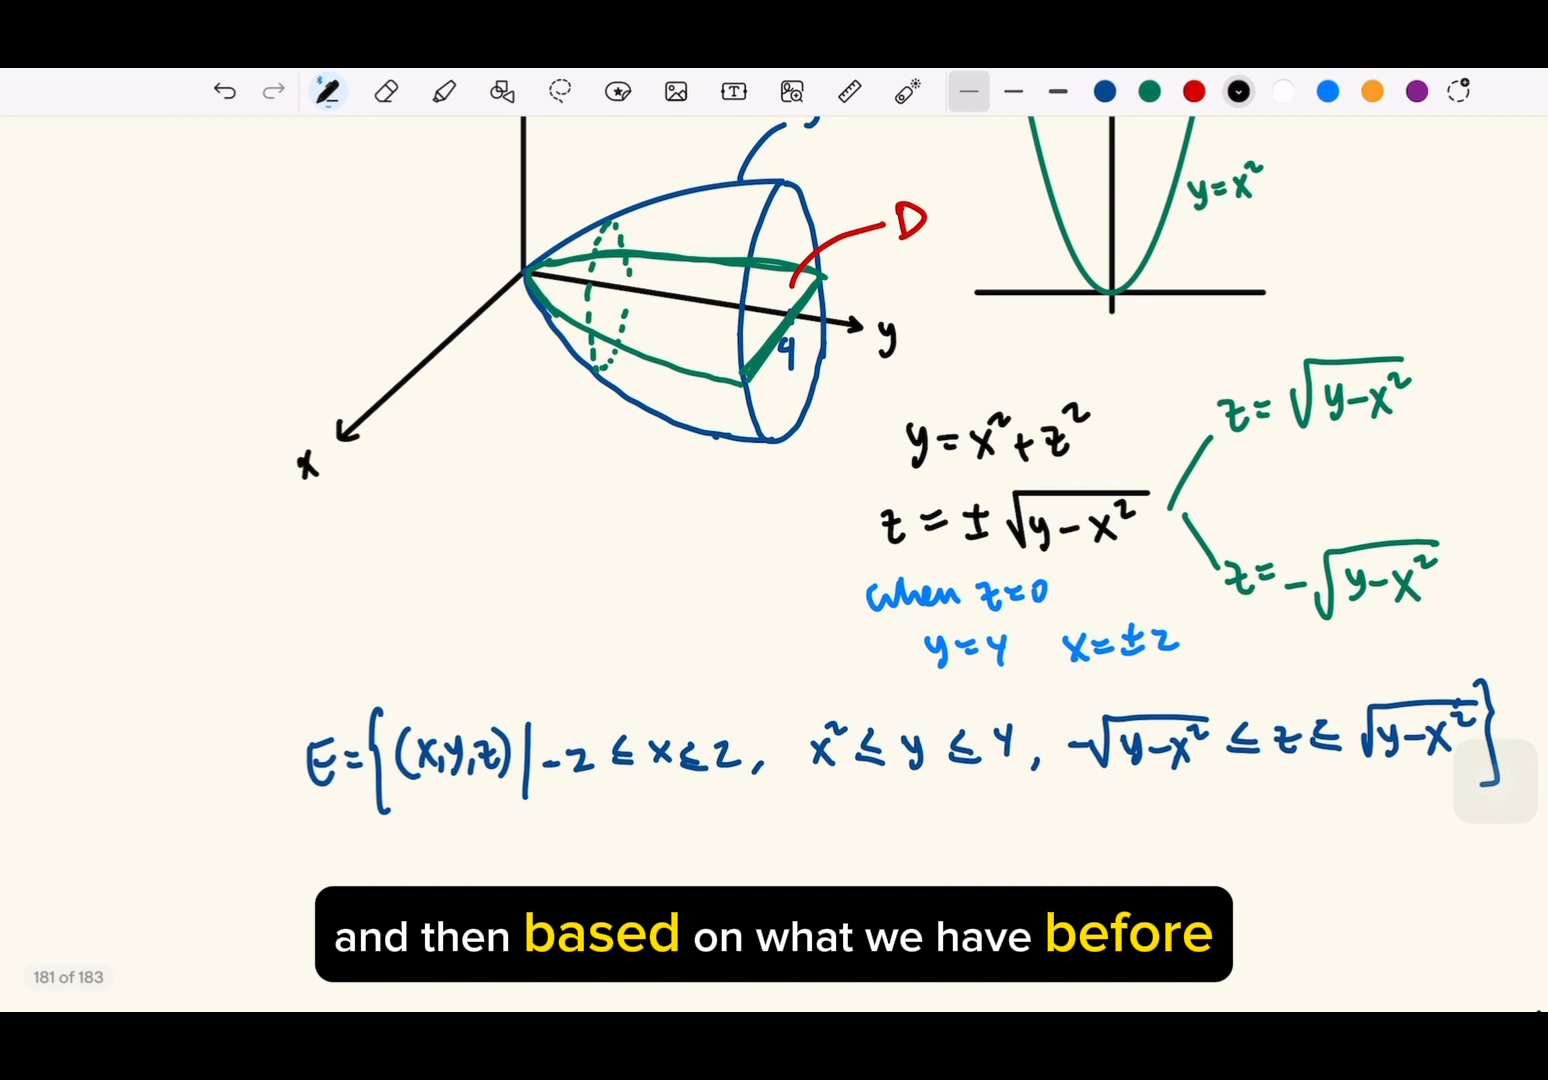 y=x²
D
y
4
x
y=x²+z²
z=√(y-x²)
z=±√(y-x²)
z=-√(y-x²)
when z=0
y=4 x=±2
E={(x,y,z)|-2≤x≤2, x²≤y≤4, -√(y-x²)≤z≤√(y-x²)}
and then based on what we have before
181 of 183